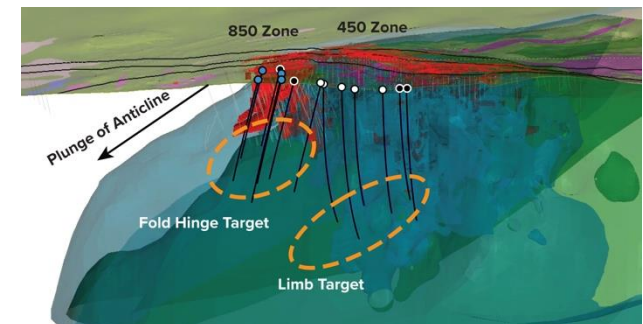 850 Zone
450 Zone
Plunge of Anticline
Fold Hinge Target
Limb Target